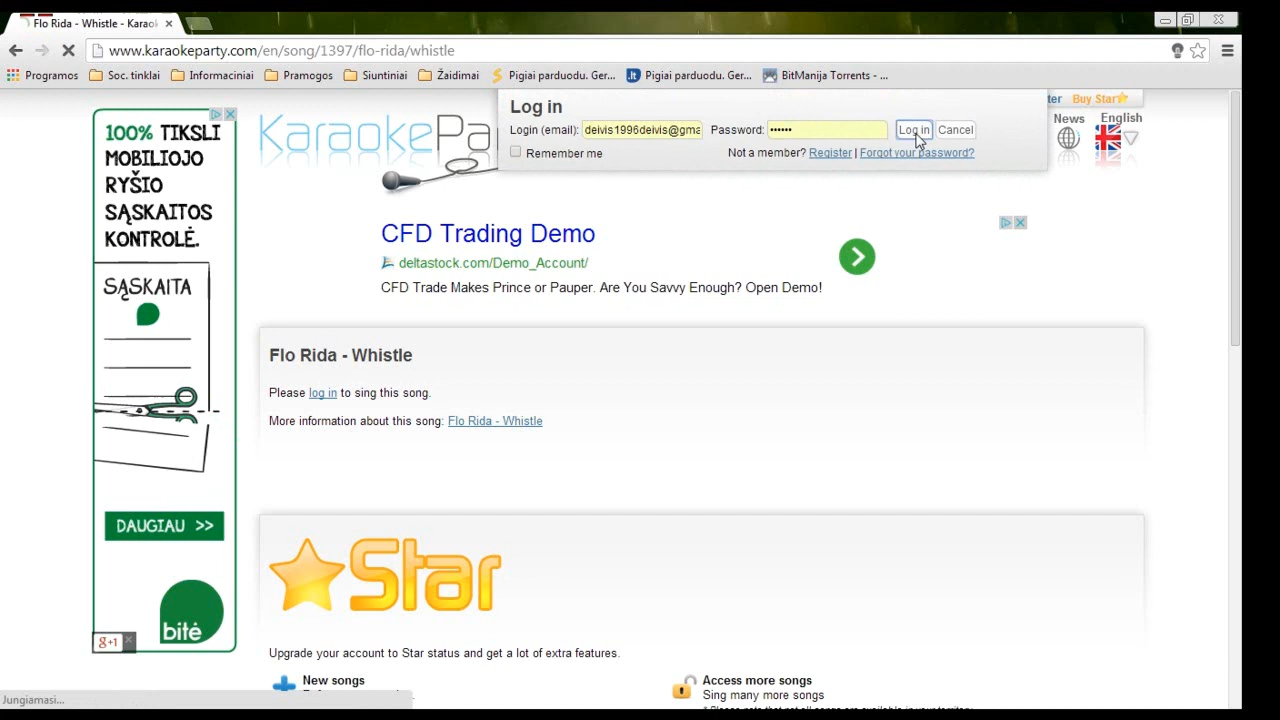 Flo Rida - Whistle - Karaok
www.karaokeparty.com/en/song/1397/flo-rida/whistle
Programos
Soc. tinklai
Informaciniai
Pramogos
Siuntiniai
Žaidimai
Pigiai parduodu. Ger...
Pigiai parduodu. Ger...
BitManija Torrents - ...
Log in
Login (email): deivis1996deivis@gma Password: •••••• Log in Cancel
Remember me
Not a member? Register | Forgot your password?
ter Buy Star
News English
KaraokePa
100% TIKSLI
MOBILIOJO
RYŠIO
SĄSKAITOS
KONTROLĖ.
SĄSKAITA
DAUGIAU >>
bitė
g+1
CFD Trading Demo
deltastock.com/Demo_Account/
CFD Trade Makes Prince or Pauper. Are You Savvy Enough? Open Demo!
Flo Rida - Whistle
Please log in to sing this song.
More information about this song: Flo Rida - Whistle
Star
Upgrade your account to Star status and get a lot of extra features.
New songs
Access more songs
Sing many more songs
Jungiamasi...